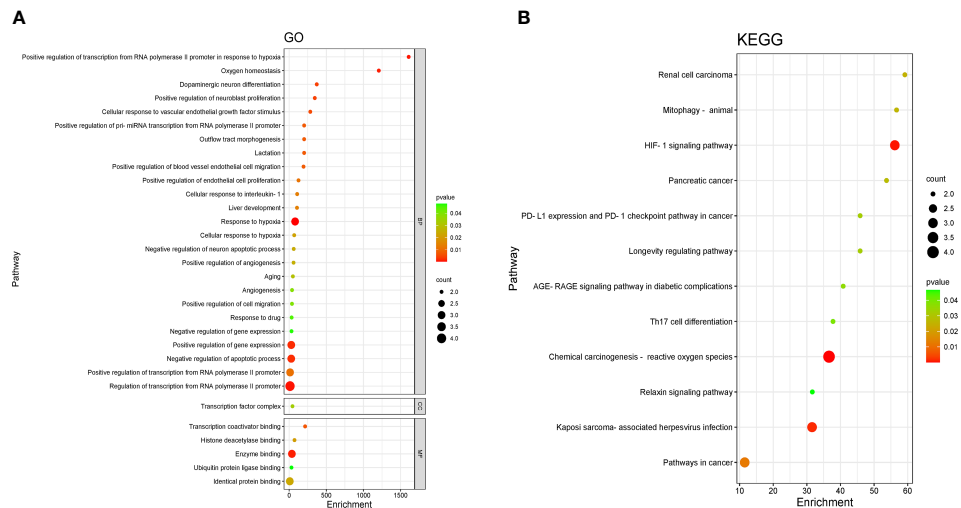 A
GO
Positive regulation of transcription from RNA polymerase II promoter in response to hypoxia
Oxygen homeostasis
Dopaminergic neuron differentiation
Positive regulation of neuroblast proliferation
Cellular response to vascular endothelial growth factor stimulus
Positive regulation of pri- miRNA transcription from RNA polymerase II promoter
Outflow tract morphogenesis
Lactation
Positive regulation of blood vessel endothelial cell migration
Positive regulation of endothelial cell proliferation
Cellular response to interleukin- 1
Liver development
Response to hypoxia
Cellular response to hypoxia
Negative regulation of neuron apoptotic process
Positive regulation of angiogenesis
Aging
Angiogenesis
Positive regulation of cell migration
Response to drug
Negative regulation of gene expression
Positive regulation of gene expression
Negative regulation of apoptotic process
Positive regulation of transcription from RNA polymerase II promoter
Regulation of transcription from RNA polymerase II promoter
Transcription factor complex
Transcription coactivator binding
Histone deacetylase binding
Enzyme binding
Ubiquitin protein ligase binding
Identical protein binding
Pathway
BP
CC
MF
0 500 1000 1500
Enrichment
pvalue
0.04
0.03
0.02
0.01
count
2.0
2.5
3.0
3.5
4.0
B
KEGG
Renal cell carcinoma
Mitophagy - animal
HIF- 1 signaling pathway
Pancreatic cancer
PD- L1 expression and PD- 1 checkpoint pathway in cancer
Longevity regulating pathway
AGE- RAGE signaling pathway in diabetic complications
Th17 cell differentiation
Chemical carcinogenesis - reactive oxygen species
Relaxin signaling pathway
Kaposi sarcoma- associated herpesvirus infection
Pathways in cancer
Pathway
10 20 30 40 50 60
Enrichment
count
2.0
2.5
3.0
3.5
4.0
pvalue
0.04
0.03
0.02
0.01